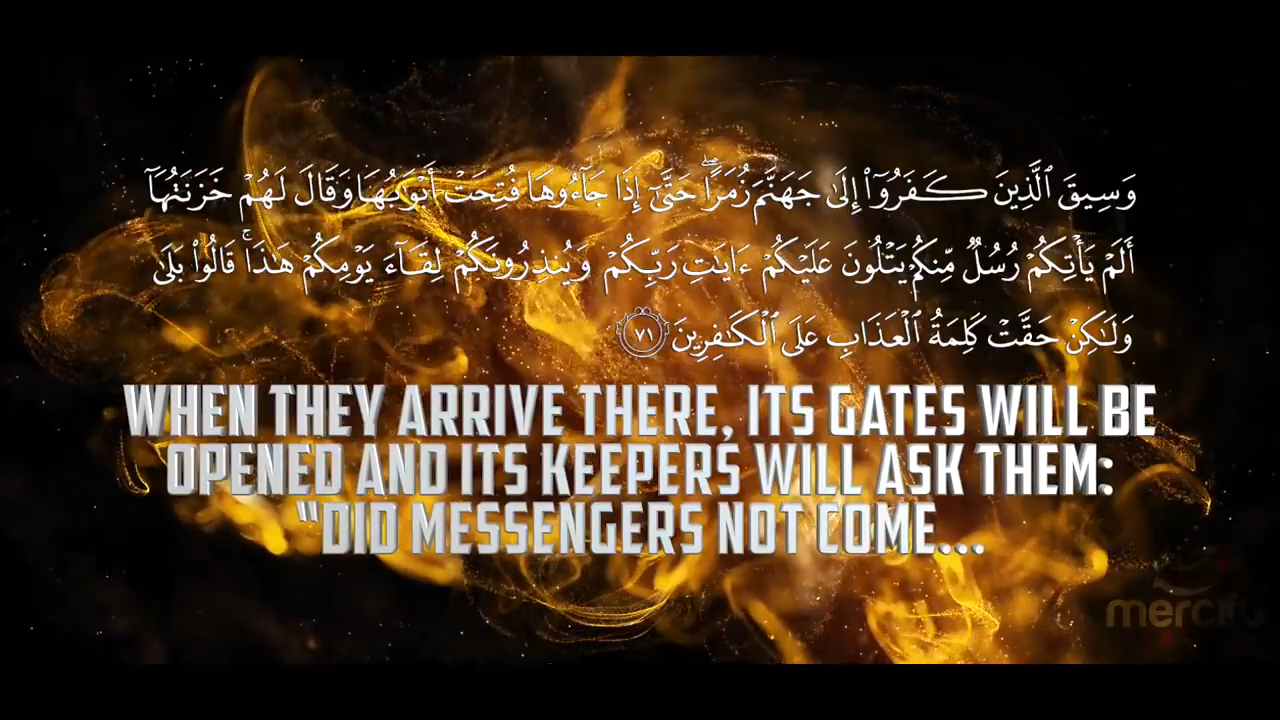 وَسِيقَ ٱلَّذِينَ كَفَرُوٓا۟ إِلَىٰ جَهَنَّمَ زُمَرًا ۖ حَتَّىٰٓ إِذَا جَآءُوهَا فُتِحَتْ أَبْوَٰبُهَا وَقَالَ لَهُمْ خَزَنَتُهَآ
أَلَمْ يَأْتِكُمْ رُسُلٌ مِّنكُمْ يَتْلُونَ عَلَيْكُمْ ءَايَٰتِ رَبِّكُمْ وَيُنذِرُونَكُمْ لِقَآءَ يَوْمِكُمْ هَٰذَا ۚ قَالُوا۟ بَلَىٰ
وَلَٰكِنْ حَقَّتْ كَلِمَةُ ٱلْعَذَابِ عَلَى ٱلْكَٰفِرِينَ ٧١
WHEN THEY ARRIVE THERE, ITS GATES WILL BE
OPENED AND ITS KEEPERS WILL ASK THEM:
“DID MESSENGERS NOT COME...